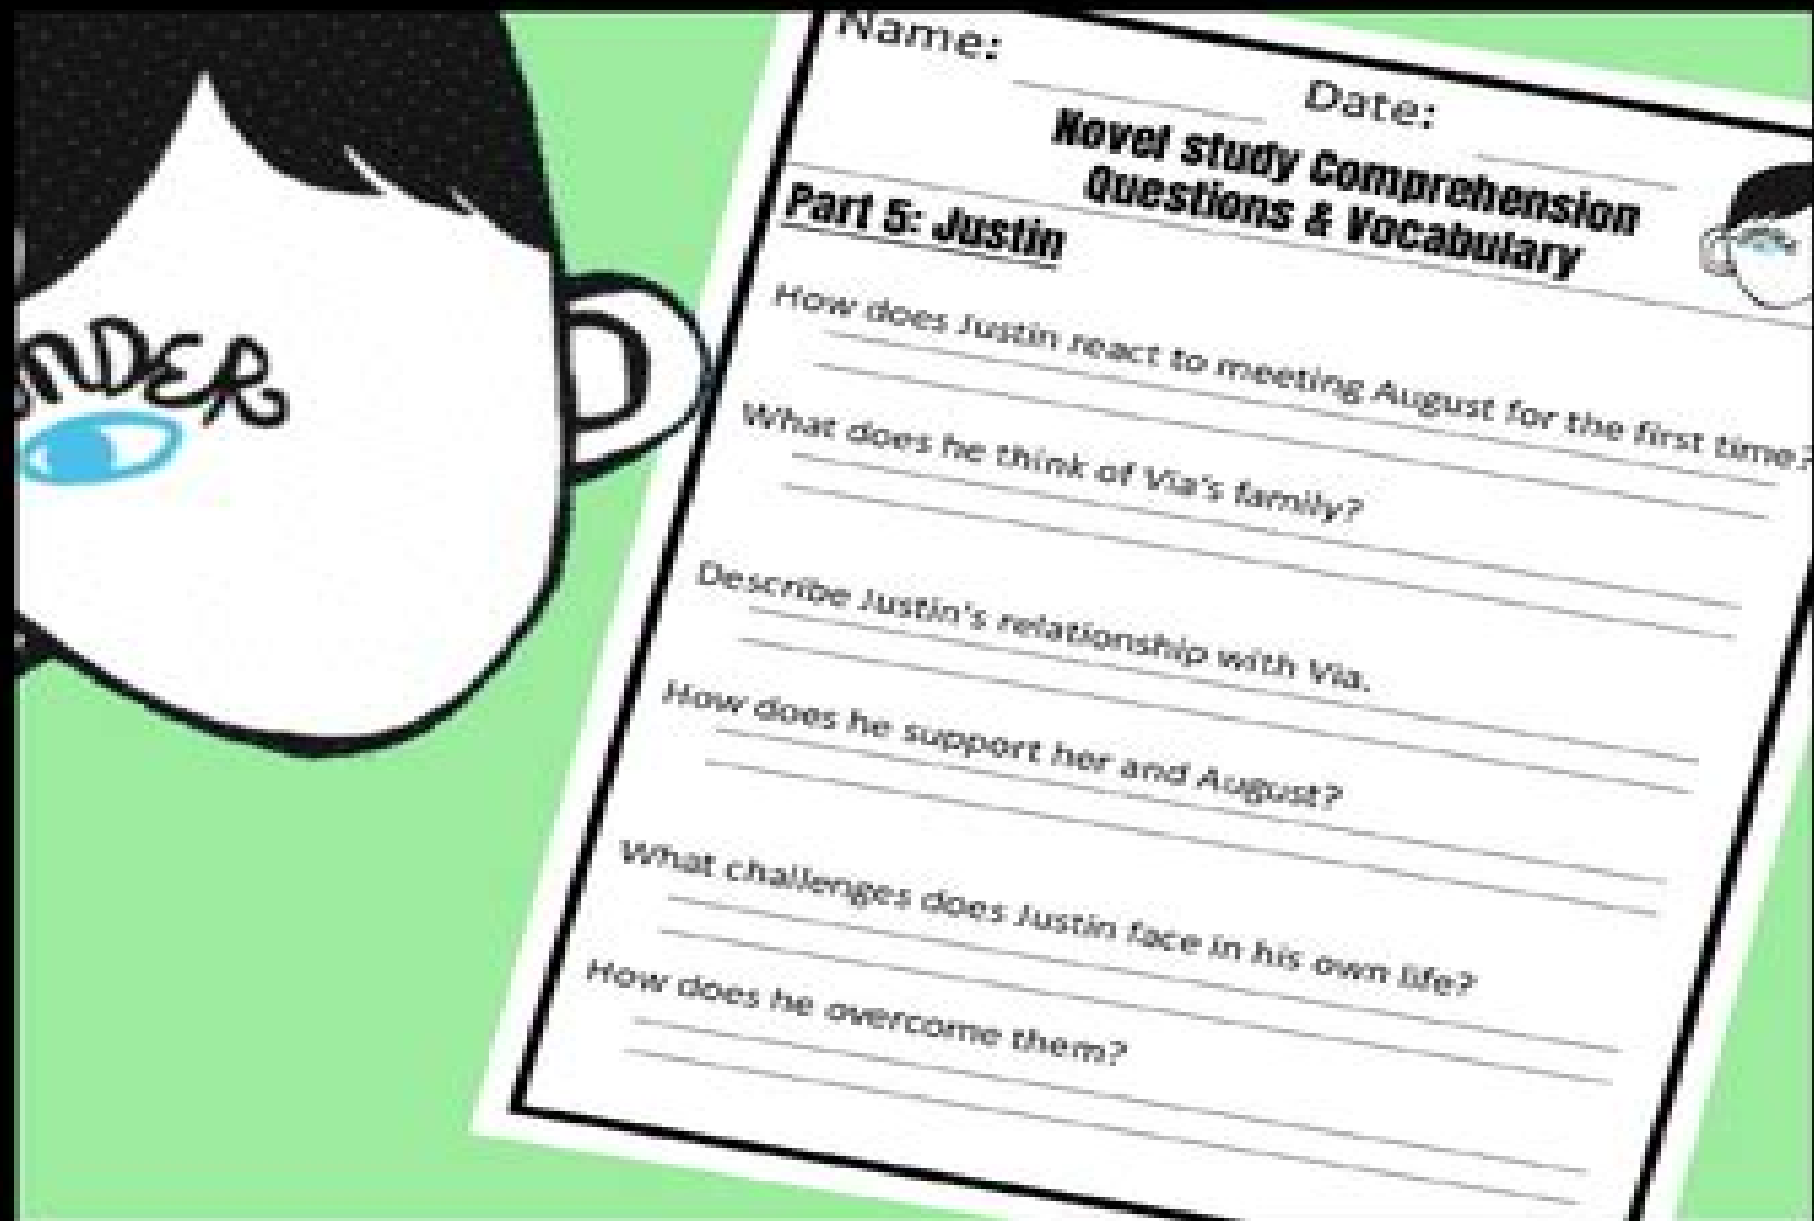 NDER
Name:
Date:
Novel study Comprehension
Questions & Vocabulary
Part 5: Justin
How does Justin react to meeting August for the first time?
What does he think of Via's family?
Describe Justin's relationship with Via.
How does he support her and August?
What challenges does Justin face in his own life?
How does he overcome them?